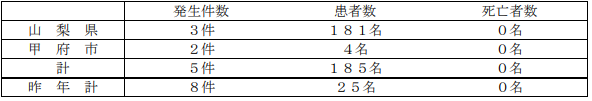 発生件数 患者数 死亡者数
山 梨 県 ３件 １８１名 ０名
甲 府 市 ２件 ４名 ０名
計 ５件 １８５名 ０名
昨 年 計 ８件 ２５名 ０名